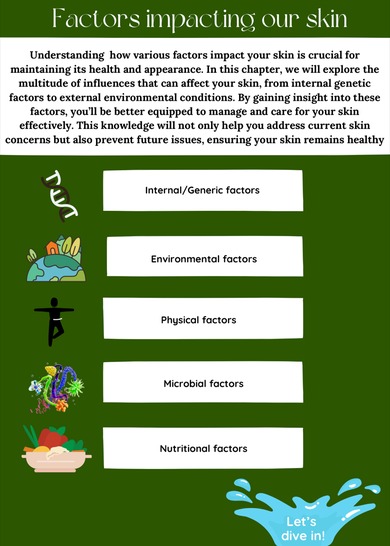 Factors impacting our skin
Understanding how various factors impact your skin is crucial for
maintaining its health and appearance. In this chapter, we will explore the
multitude of influences that can affect your skin, from internal genetic
factors to external environmental conditions. By gaining insight into these
factors, you'll be better equipped to manage and care for your skin
effectively. This knowledge will not only help you address current skin
concerns but also prevent future issues, ensuring your skin remains healthy
Internal/Generic factors
Environmental factors
Physical factors
Microbial factors
Nutritional factors
Let's
dive in!